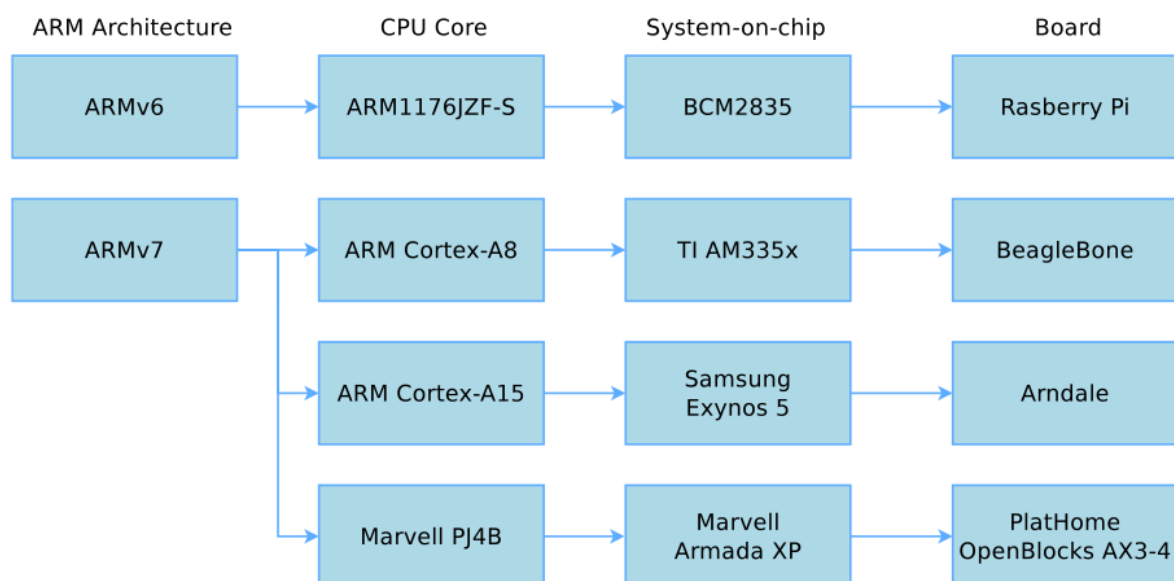 ARM Architecture
CPU Core
System-on-chip
Board
ARMv6
ARM1176JZF-S
BCM2835
Rasberry Pi
ARMv7
ARM Cortex-A8
TI AM335x
BeagleBone
ARM Cortex-A15
Samsung
Exynos 5
Arndale
Marvell PJ4B
Marvell
Armada XP
PlatHome
OpenBlocks AX3-4